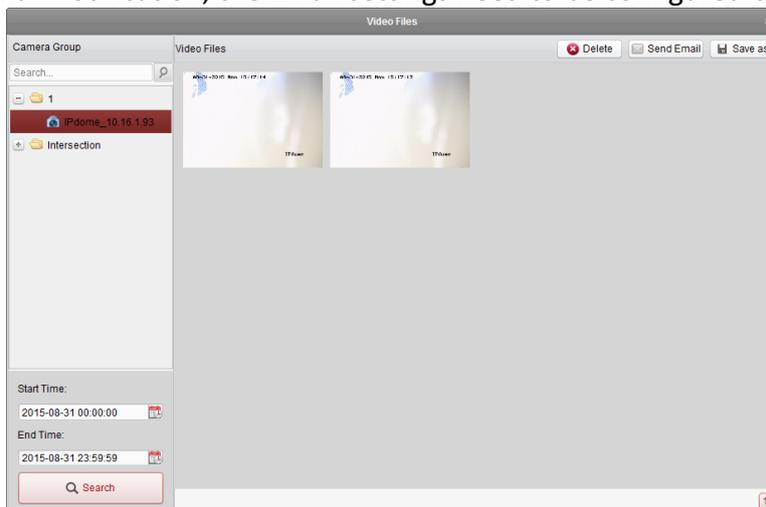 Video Files
Camera Group
Video Files
Delete
Send Email
Save as
Search...
1
IPdome_10.16.1.93
Intersection
Start Time:
2015-08-31 00:00:00
End Time:
2015-08-31 23:59:59
Search